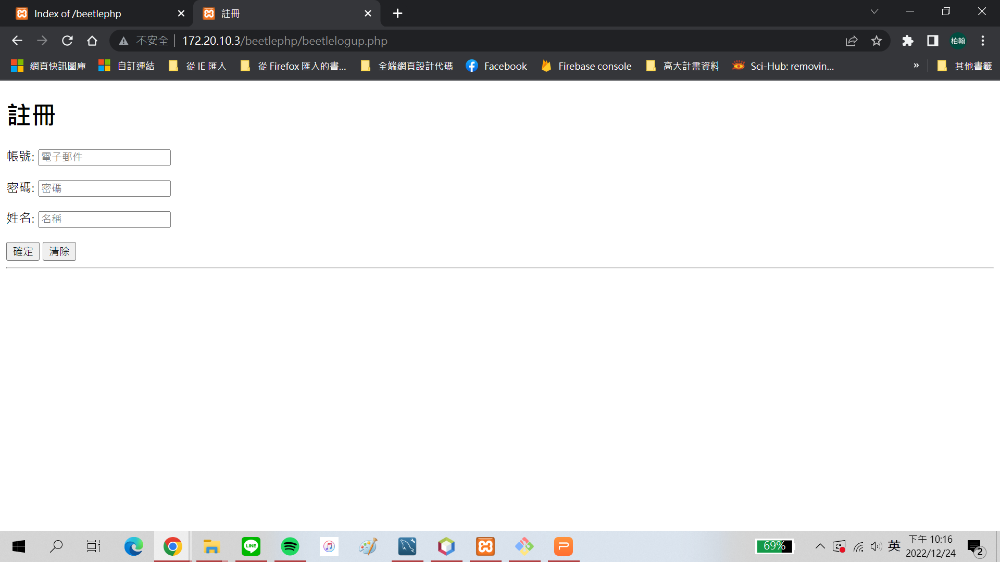 Index of /beetlephp
註冊
不安全 172.20.10.3/beetlephp/beetlelogup.php
柏翰
網頁快訊圖庫 自訂連結 從 IE 匯入 從 Firefox 匯入的書... 全端網頁設計代碼 Facebook Firebase console 高大計畫資料 Sci-Hub: removin... » 其他書籤
註冊
帳號: 電子郵件
密碼: 密碼
姓名: 名稱
確定 清除
LINE
69%
英
下午 10:16
2022/12/24
2